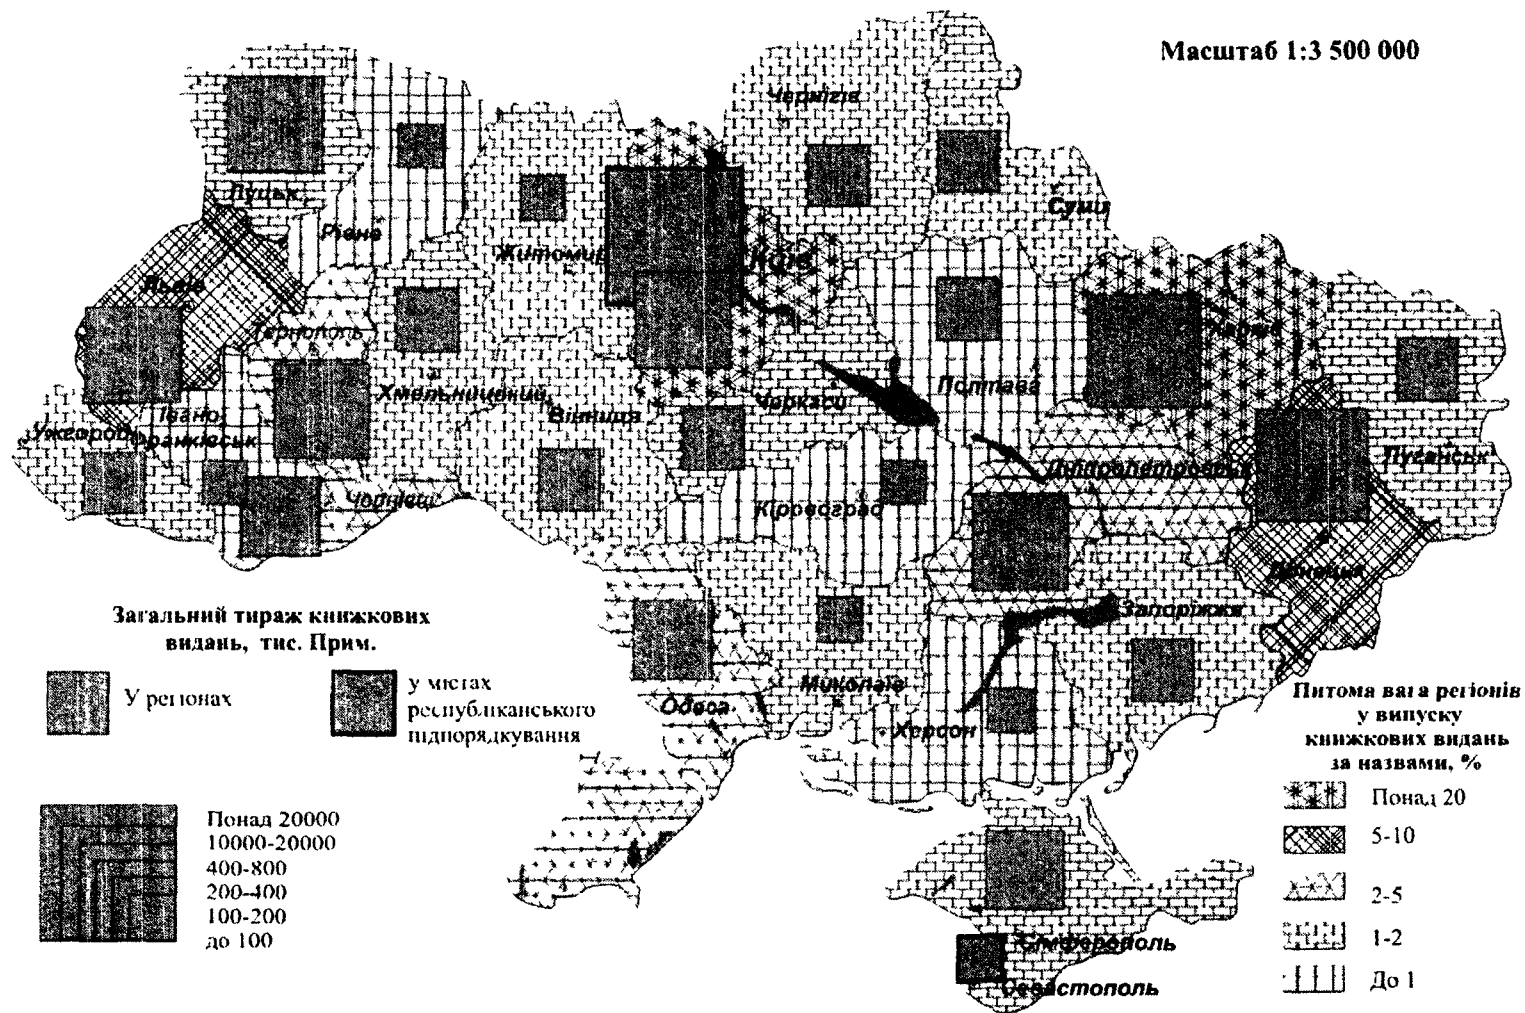 Масштаб 1:3 500 000
Чернігів
Луцьк
Суми
Рівне
Житомир
Київ
Львів
Харків
Тернопіль
Полтава
Хмельницький
Черкаси
Вінниця
Івано-
франківськ
Ужгород
Луганськ
Дніпропетровськ
Чернівці
Кіровоград
Донецьк
Запоріжжя
Миколаїв
Одеса
Херсон
Сімферополь
Севастополь
Загальний тираж книжкових
видань, тис. Прим.
У регіонах
у містах
республіканського
підпорядкування
Понад 20000
10000-20000
400-800
200-400
100-200
до 100
Питома вага регіонів
у випуску
книжкових видань
за назвами, %
Понад 20
5-10
2-5
1-2
До 1